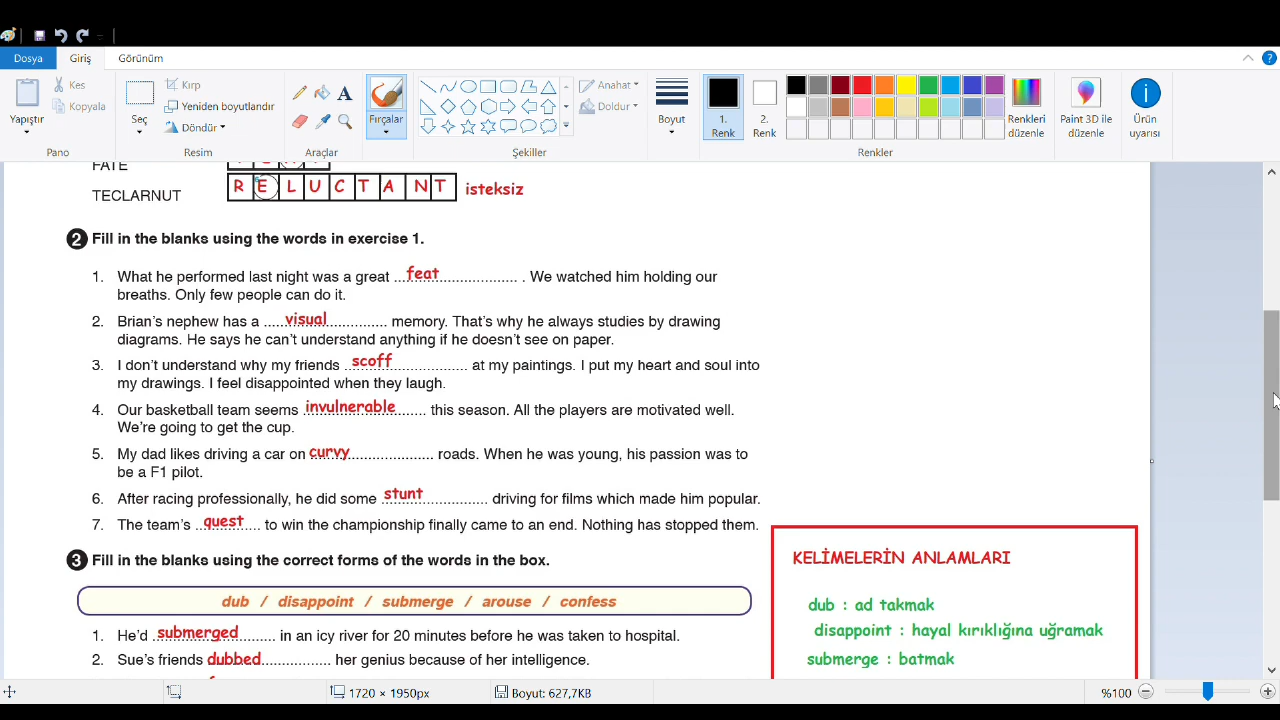 Dosya Giriş Görünüm
Yapıştır
Kes
Kopyala
Pano
Seç
Kırp
Yeniden boyutlandır
Döndür
Resim
A
Araçlar
Fırçalar
Şekiller
Anahat
Doldur
Boyut
1. Renk
2. Renk
Renkler
Renkleri düzenle
Paint 3D ile düzenle
Ürün uyarısı
FATE
TECLARNUT RELUCTANT isteksiz
2 Fill in the blanks using the words in exercise 1.
1. What he performed last night was a great ..feat.............................. . We watched him holding our
breaths. Only few people can do it.
2. Brian's nephew has a .....visual......................... memory. That's why he always studies by drawing
diagrams. He says he can't understand anything if he doesn't see on paper.
3. I don't understand why my friends ..scoff............................ at my paintings. I put my heart and soul into
my drawings. I feel disappointed when they laugh.
4. Our basketball team seems invulnerable........ this season. All the players are motivated well.
We're going to get the cup.
5. My dad likes driving a car on curvy..................... roads. When he was young, his passion was to
be a F1 pilot.
6. After racing professionally, he did some stunt................ driving for films which made him popular.
7. The team's ..quest.... to win the championship finally came to an end. Nothing has stopped them.
3 Fill in the blanks using the correct forms of the words in the box.
dub / disappoint / submerge / arouse / confess
1. He'd submerged......... in an icy river for 20 minutes before he was taken to hospital.
2. Sue's friends dubbed................. her genius because of her intelligence.
KELİMELERİN ANLAMLARI
dub : ad takmak
disappoint : hayal kırıklığına uğramak
submerge : batmak
1720 × 1950px
Boyut: 627,7KB
%100